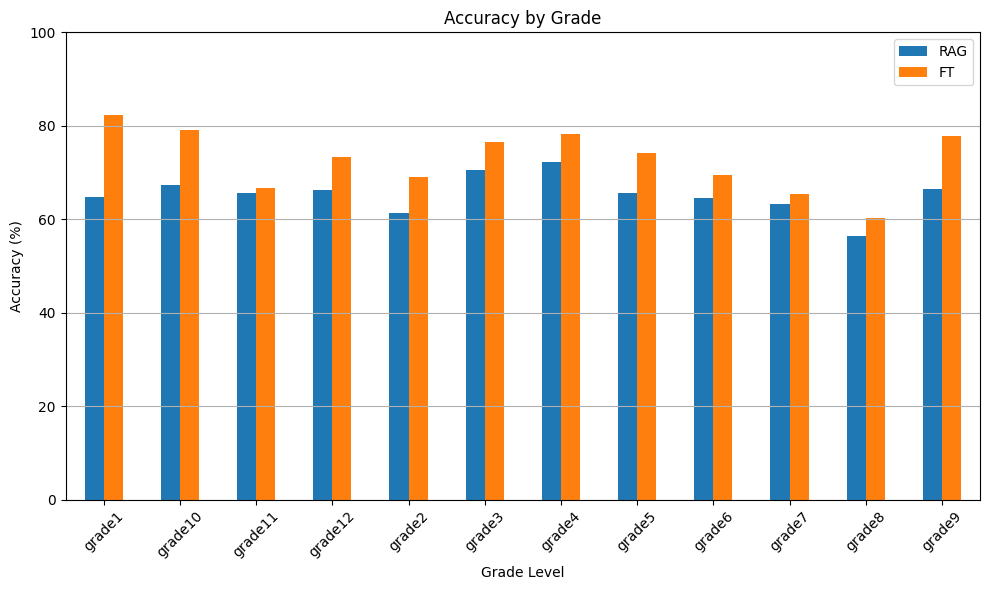 Accuracy by Grade
RAG
FT
Accuracy (%)
100
80
60
40
20
0
grade1
grade10
grade11
grade12
grade2
grade3
grade4
grade5
grade6
grade7
grade8
grade9
Grade Level